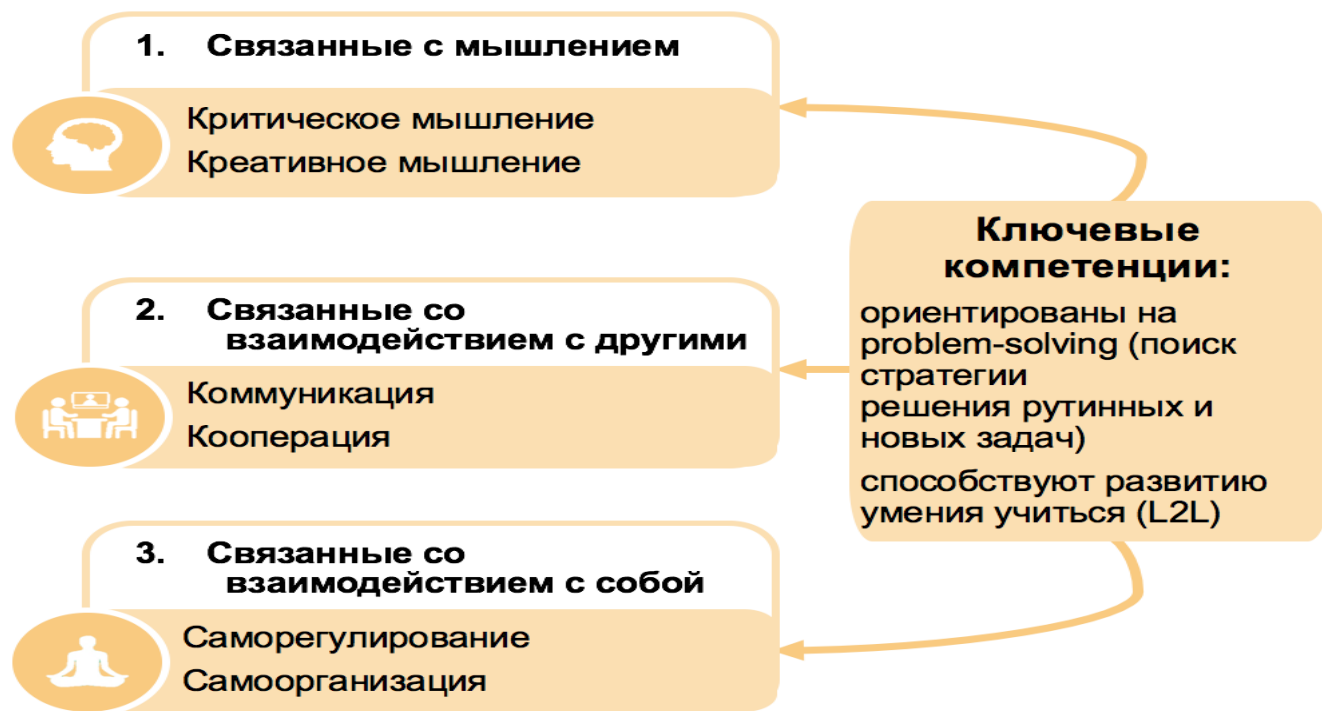 1. Связанные с мышлением
Критическое мышление
Креативное мышление
2. Связанные со
взаимодействием с другими
Коммуникация
Кооперация
3. Связанные со
взаимодействием с собой
Саморегулирование
Самоорганизация
Ключевые
компетенции:
ориентированы на
problem-solving (поиск
стратегии
решения рутинных и
новых задач)
способствуют развитию
умения учиться (L2L)